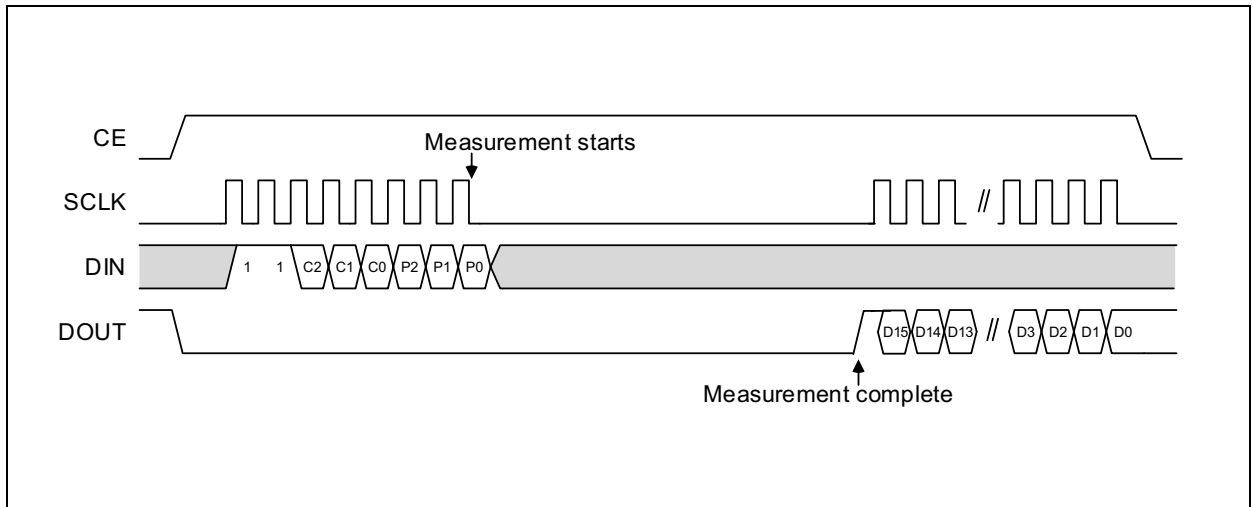 CE
Measurement starts
SCLK
//
DIN
1 1 C2 C1 C0 P2 P1 P0
DOUT
D15 D14 D13 // D3 D2 D1 D0
Measurement complete